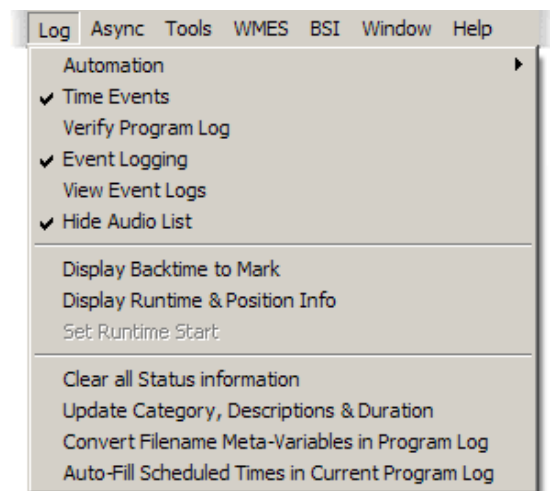 Log Async Tools WMES BSI Window Help
Automation
Time Events
Verify Program Log
Event Logging
View Event Logs
Hide Audio List
Display Backtime to Mark
Display Runtime & Position Info
Set Runtime Start
Clear all Status information
Update Category, Descriptions & Duration
Convert Filename Meta-Variables in Program Log
Auto-Fill Scheduled Times in Current Program Log